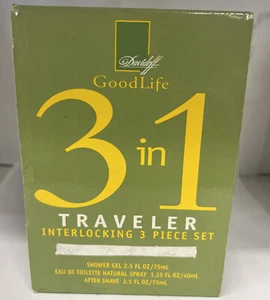 Davidoff
GoodLife
3 in 1
TRAVELER
INTERLOCKING 3 PIECE SET
SHOWER GEL 2.5 FL OZ/75mL
EAU DE TOILETTE NATURAL SPRAY 1.35 FL OZ/40mL
AFTER SHAVE 2.5 FL OZ/75mL